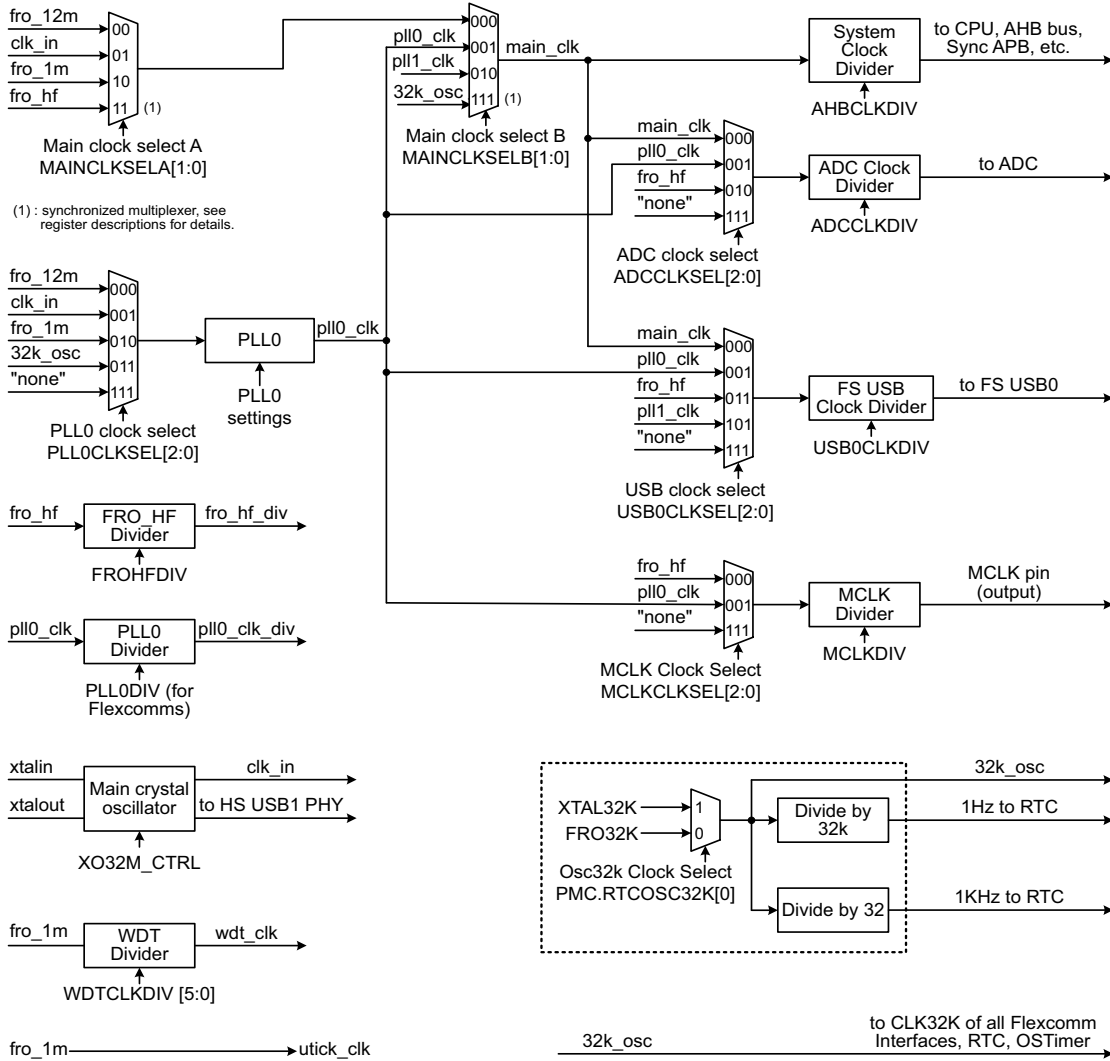 fro_12m
clk_in
fro_1m
fro_hf
00
01
10
11
(1)
Main clock select A
MAINCLKSELA[1:0]
(1) : synchronized multiplexer, see
register descriptions for details.
pll0_clk
pll1_clk
32k_osc
000
001
010
111
(1)
Main clock select B
MAINCLKSELB[1:0]
main_clk
System
Clock
Divider
AHBCLKDIV
to CPU, AHB bus,
Sync APB, etc.
main_clk
pll0_clk
fro_hf
"none"
000
001
010
111
ADC clock select
ADCCLKSEL[2:0]
ADC Clock
Divider
ADCCLKDIV
to ADC
fro_12m
clk_in
fro_1m
32k_osc
"none"
000
001
010
011
111
PLL0 clock select
PLL0CLKSEL[2:0]
PLL0
PLL0
settings
pll0_clk
main_clk
pll0_clk
fro_hf
pll1_clk
"none"
000
001
011
101
111
USB clock select
USB0CLKSEL[2:0]
FS USB
Clock Divider
USB0CLKDIV
to FS USB0
fro_hf
FRO_HF
Divider
fro_hf_div
FROHFDIV
fro_hf
pll0_clk
"none"
000
001
111
MCLK Clock Select
MCLKCLKSEL[2:0]
MCLK
Divider
MCLKDIV
MCLK pin
(output)
pll0_clk
PLL0
Divider
pll0_clk_div
PLL0DIV (for
Flexcomms)
xtalin
xtalout
Main crystal
oscillator
clk_in
to HS USB1 PHY
XO32M_CTRL
XTAL32K
FRO32K
1
0
Osc32k Clock Select
PMC.RTCOSC32K[0]
Divide by
32k
Divide by 32
32k_osc
1Hz to RTC
1KHz to RTC
fro_1m
WDT
Divider
wdt_clk
WDTCLKDIV [5:0]
fro_1m
utick_clk
32k_osc
to CLK32K of all Flexcomm
Interfaces, RTC, OSTimer